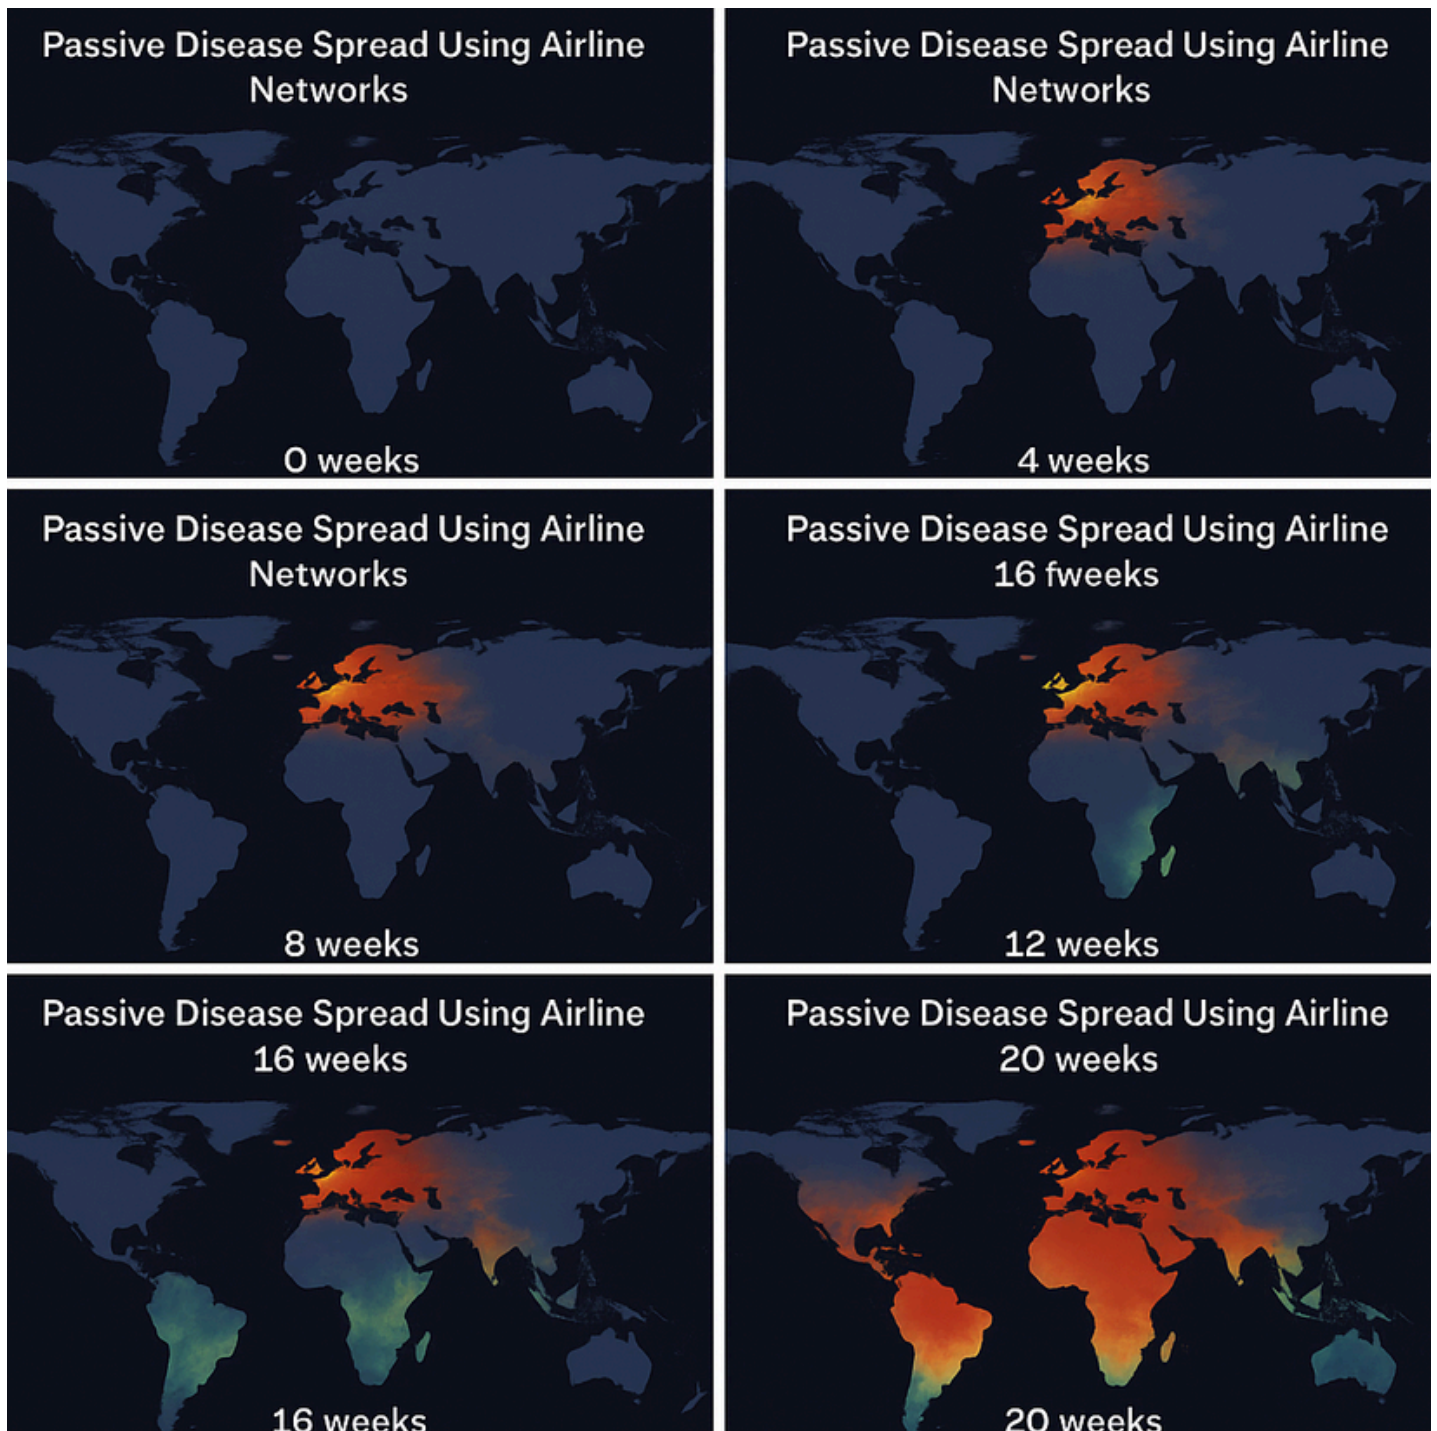 Passive Disease Spread Using Airline
Networks
0 weeks
Passive Disease Spread Using Airline
Networks
4 weeks
Passive Disease Spread Using Airline
Networks
8 weeks
Passive Disease Spread Using Airline
16 fweeks
12 weeks
Passive Disease Spread Using Airline
16 weeks
16 weeks
Passive Disease Spread Using Airline
20 weeks
20 weeks